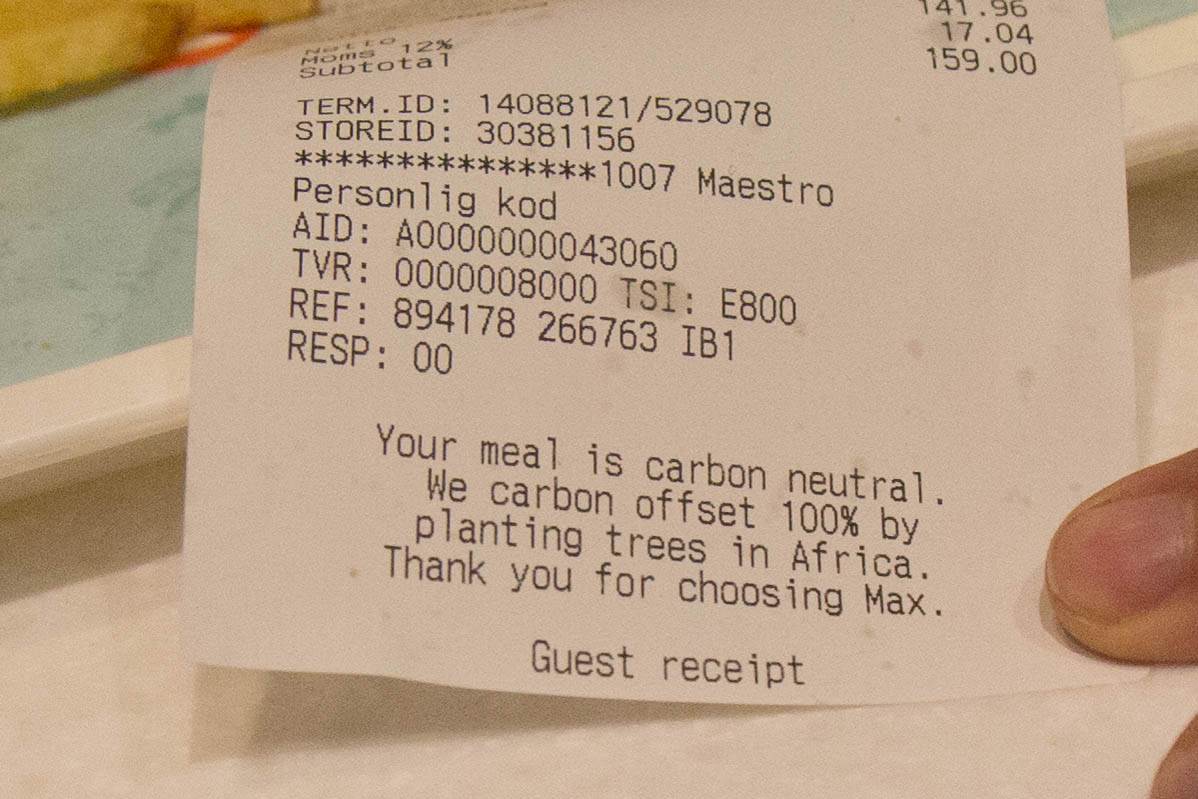 Netto 141.96
Moms 12% 17.04
Subtotal 159.00
TERM.ID: 14088121/529078
STOREID: 30381156
***************1007 Maestro
Personlig kod
AID: A0000000043060
TVR: 0000008000 TSI: E800
REF: 894178 266763 IB1
RESP: 00
Your meal is carbon neutral.
We carbon offset 100% by
planting trees in Africa.
Thank you for choosing Max.
Guest receipt